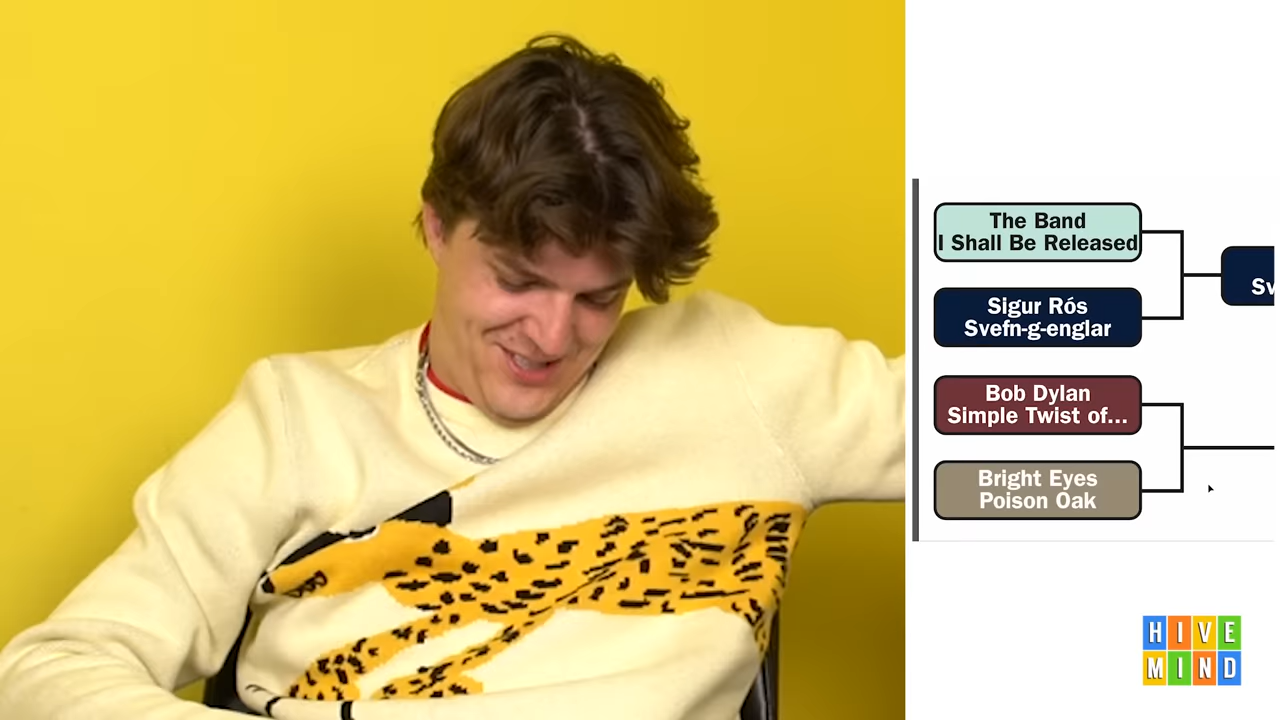 The Band
I Shall Be Released
Sigur Rós
Svefn-g-englar
Sv
Bob Dylan
Simple Twist of...
Bright Eyes
Poison Oak
HIVE
MIND